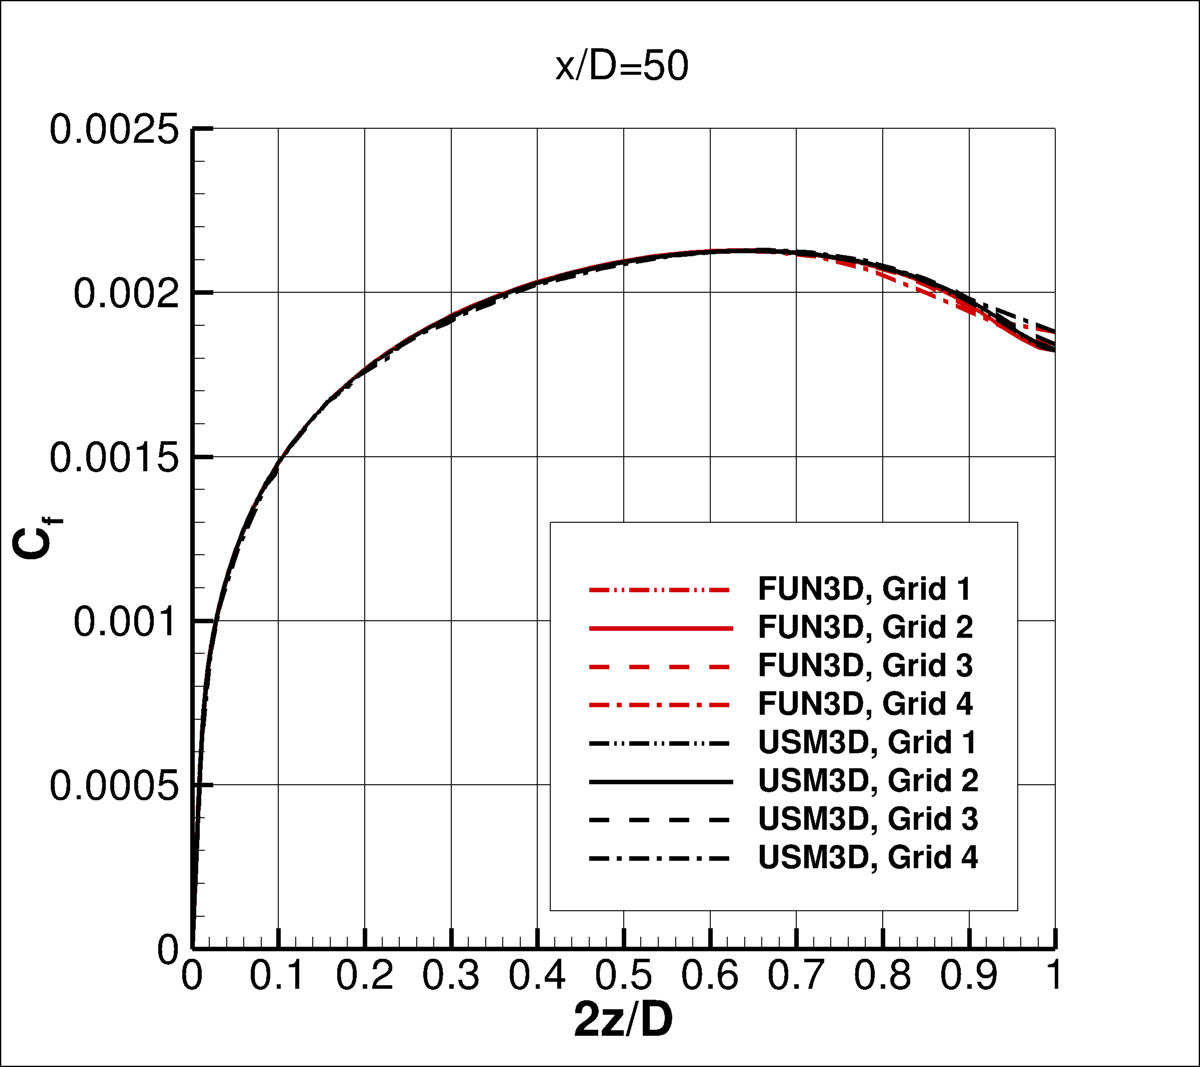 x/D=50
0.0025
0.002
0.0015
0.001
0.0005
0
C_f
FUN3D, Grid 1
FUN3D, Grid 2
FUN3D, Grid 3
FUN3D, Grid 4
USM3D, Grid 1
USM3D, Grid 2
USM3D, Grid 3
USM3D, Grid 4
0 0.1 0.2 0.3 0.4 0.5 0.6 0.7 0.8 0.9 1
2z/D